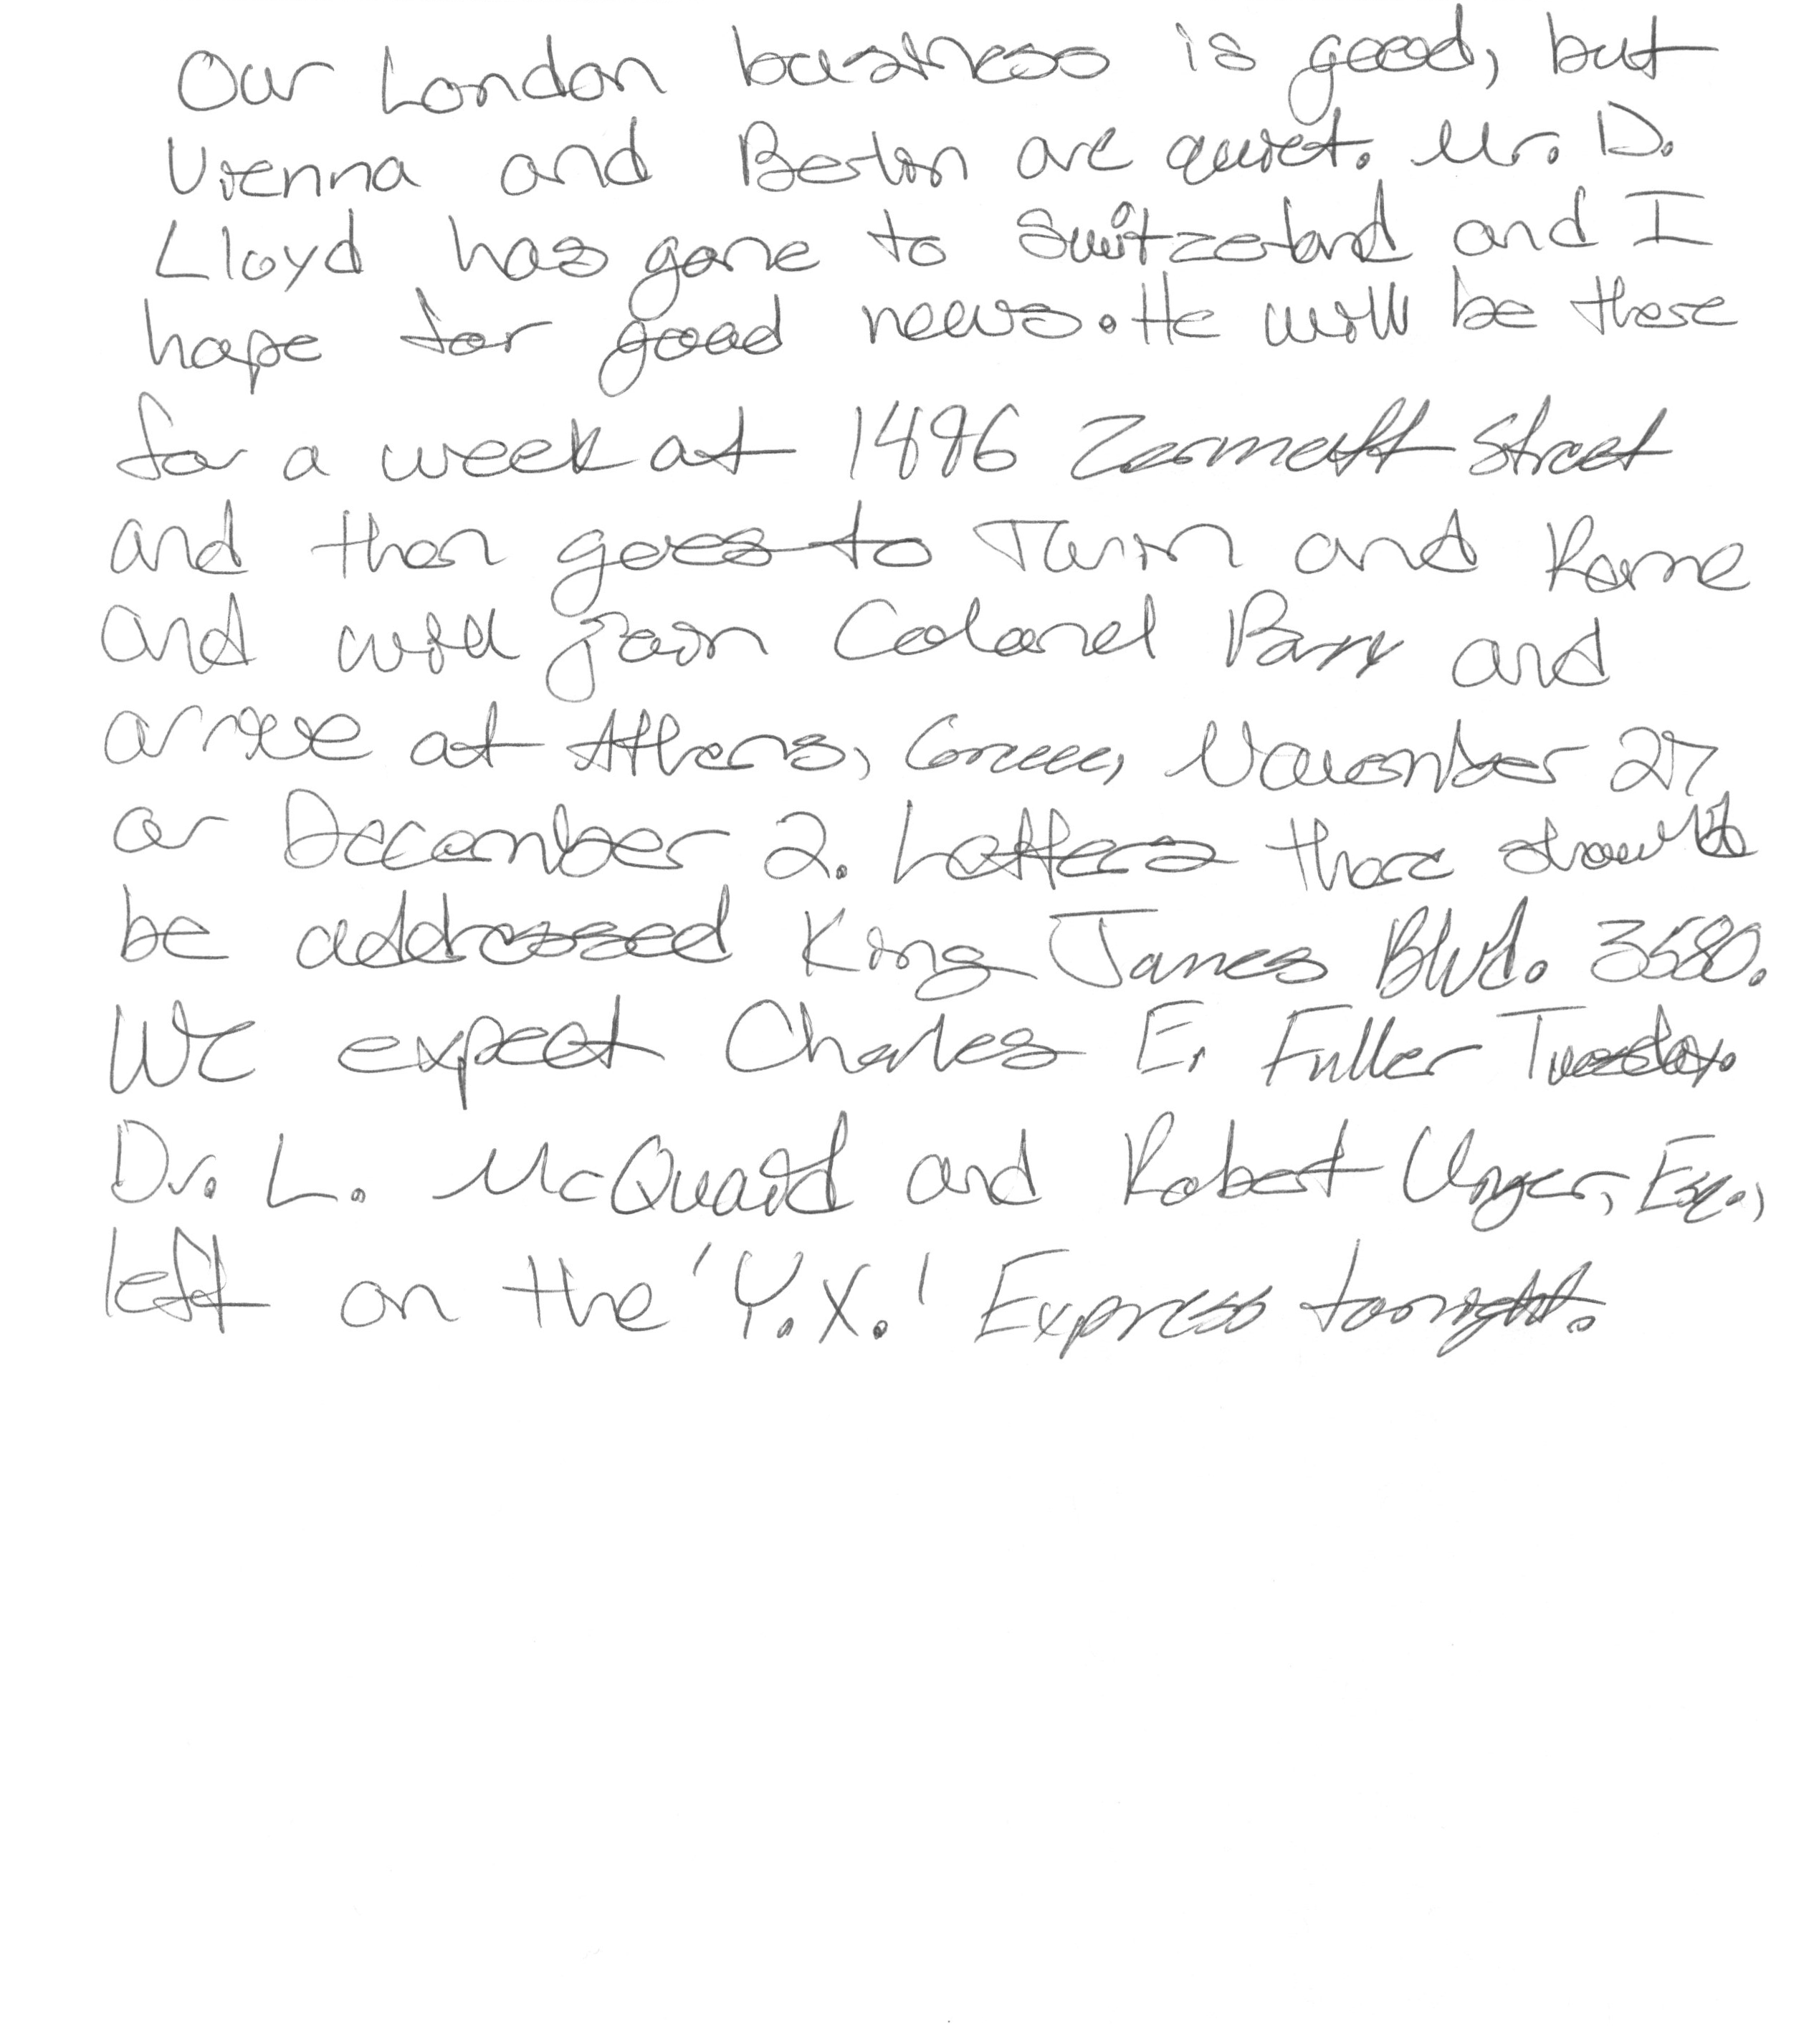 Our London business is good, but
Vienna and Berlin are quiet. Mr. D.
Lloyd has gone to Switzerland and I
hope for good news. He will be there
for a week at 1496 Zermatt Street
and then goes to Turin and Rome
and will join Colonel Parry and
arrive at Athens, Greece, November 27
or December 2. Letters there should
be addressed King James Blvd. 3580.
We expect Charles E. Fuller Tuesday.
Dr. L. McQuaid and Robert Unger, Esq.,
left on the 'Y.X.' Express tonight.